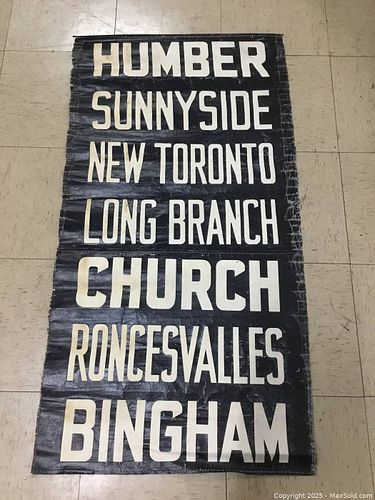 HUMBER
SUNNYSIDE
NEW TORONTO
LONG BRANCH
CHURCH
RONCESVALLES
BINGHAM
Copyright 2025 - MaxSold.com